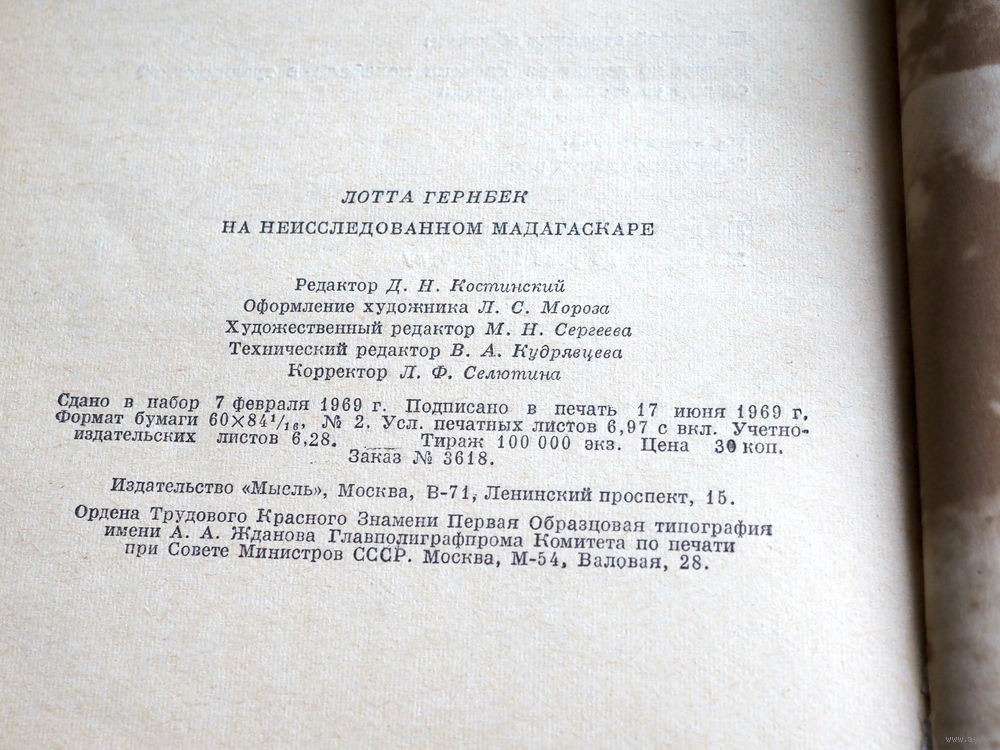 ЛОТТА ГЕРНБЕК
НА НЕИССЛЕДОВАННОМ МАДАГАСКАРЕ
Редактор Д. Н. Костинский
Оформление художника Л. С. Мороза
Художественный редактор М. Н. Сергеева
Технический редактор В. А. Кудрявцева
Корректор Л. Ф. Селютина
Сдано в набор 7 февраля 1969 г. Подписано в печать 17 июня 1969 г.
Формат бумаги 60×84¹/₁₆, № 2. Усл. печатных листов 6,97 с вкл. Учетно-
издательских листов 6,28. Тираж 100 000 экз. Цена 30 коп.
Заказ № 3618.
Издательство «Мысль», Москва, В-71, Ленинский проспект, 15.
Ордена Трудового Красного Знамени Первая Образцовая типография
имени А. А. Жданова Главполиграфпрома Комитета по печати
при Совете Министров СССР. Москва, М-54, Валовая, 28.